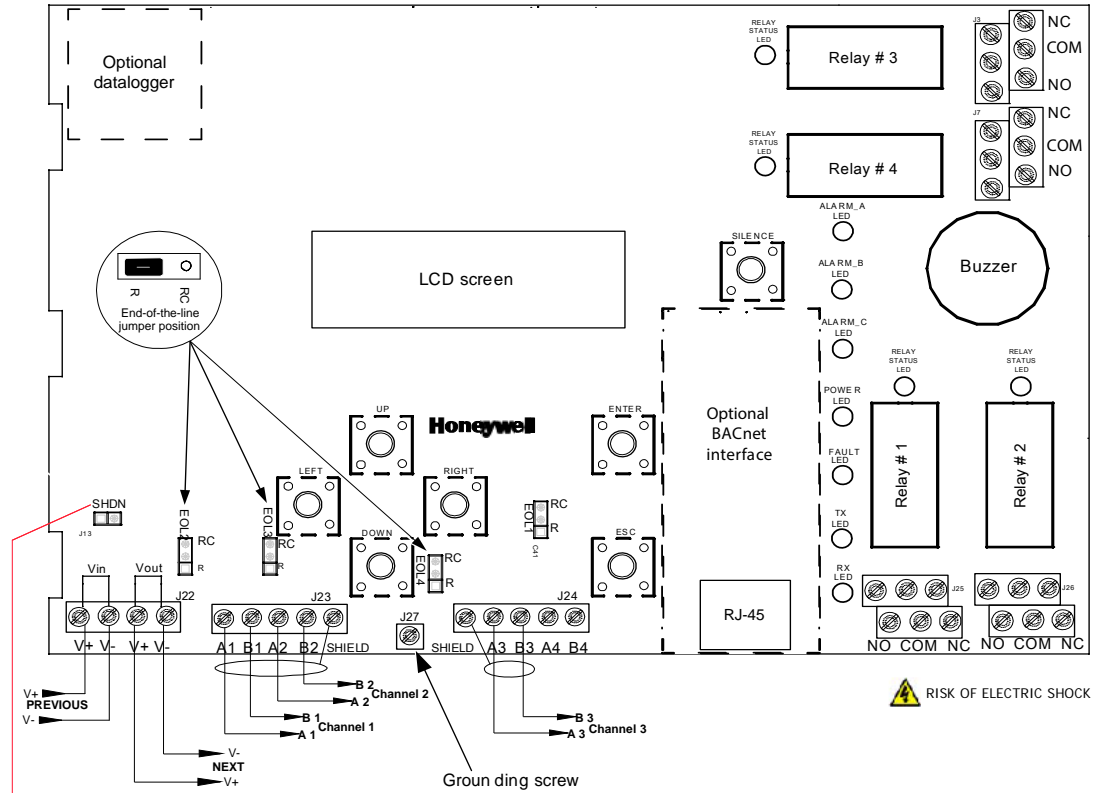 Optional
datalogger
RELAY
STATUS
LED
Relay # 3
J3
NC
COM
NO
RELAY
STATUS
LED
Relay # 4
J7
NC
COM
NO
ALARM_A
LED
SILENCE
ALARM_B
LED
Buzzer
LCD screen
R
RC
End-of-the-line
jumper position
ALARM_C
LED
RELAY
STATUS
LED
RELAY
STATUS
LED
POWER
LED
UP
Honeywell
ENTER
Optional
BACnet
interface
Relay # 1
Relay # 2
FAULT
LED
LEFT
RIGHT
SHDN
J13
EOL2
RC
R
EOL3
RC
R
DOWN
EOL4
RC
R
EOL1
RC
R
C41
ESC
TX
LED
RX
LED
Vin
Vout
J22
J23
J27
J24
RJ-45
J25
J26
V+ V- V+ V-
A1 B1 A2 B2 SHIELD
SHIELD A3 B3 A4 B4
NO COM NC
NO COM NC
V+
PREVIOUS
V-
B 2
Channel 2
A 2
B 1
Channel 1
A 1
B 3
Channel 3
A 3
RISK OF ELECTRIC SHOCK
V-
NEXT
V+
Groun ding screw